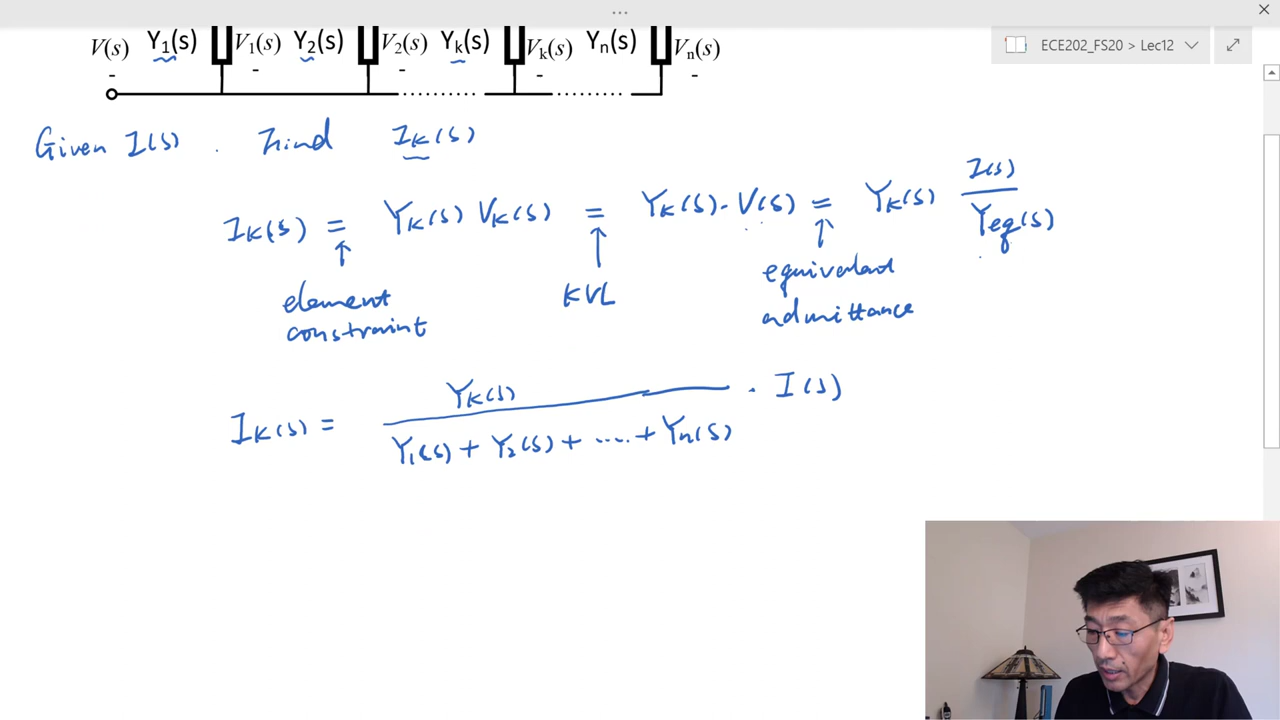 ECE202_FS20 > Lec12
V(s) Y1(s) V1(s) Y2(s) V2(s) Yk(s) Vk(s) Yn(s) Vn(s)
- - - - -
Given I(s) . Find IK(s)
IK(s) = YK(s) VK(s) = YK(s) · V(s) = YK(s) I(s) / Yeq(s)
element constraint
KVL
equivalent admittance
IK(s) = YK(s) / Y1(s) + Y2(s) + .... + Yn(s) · I(s)